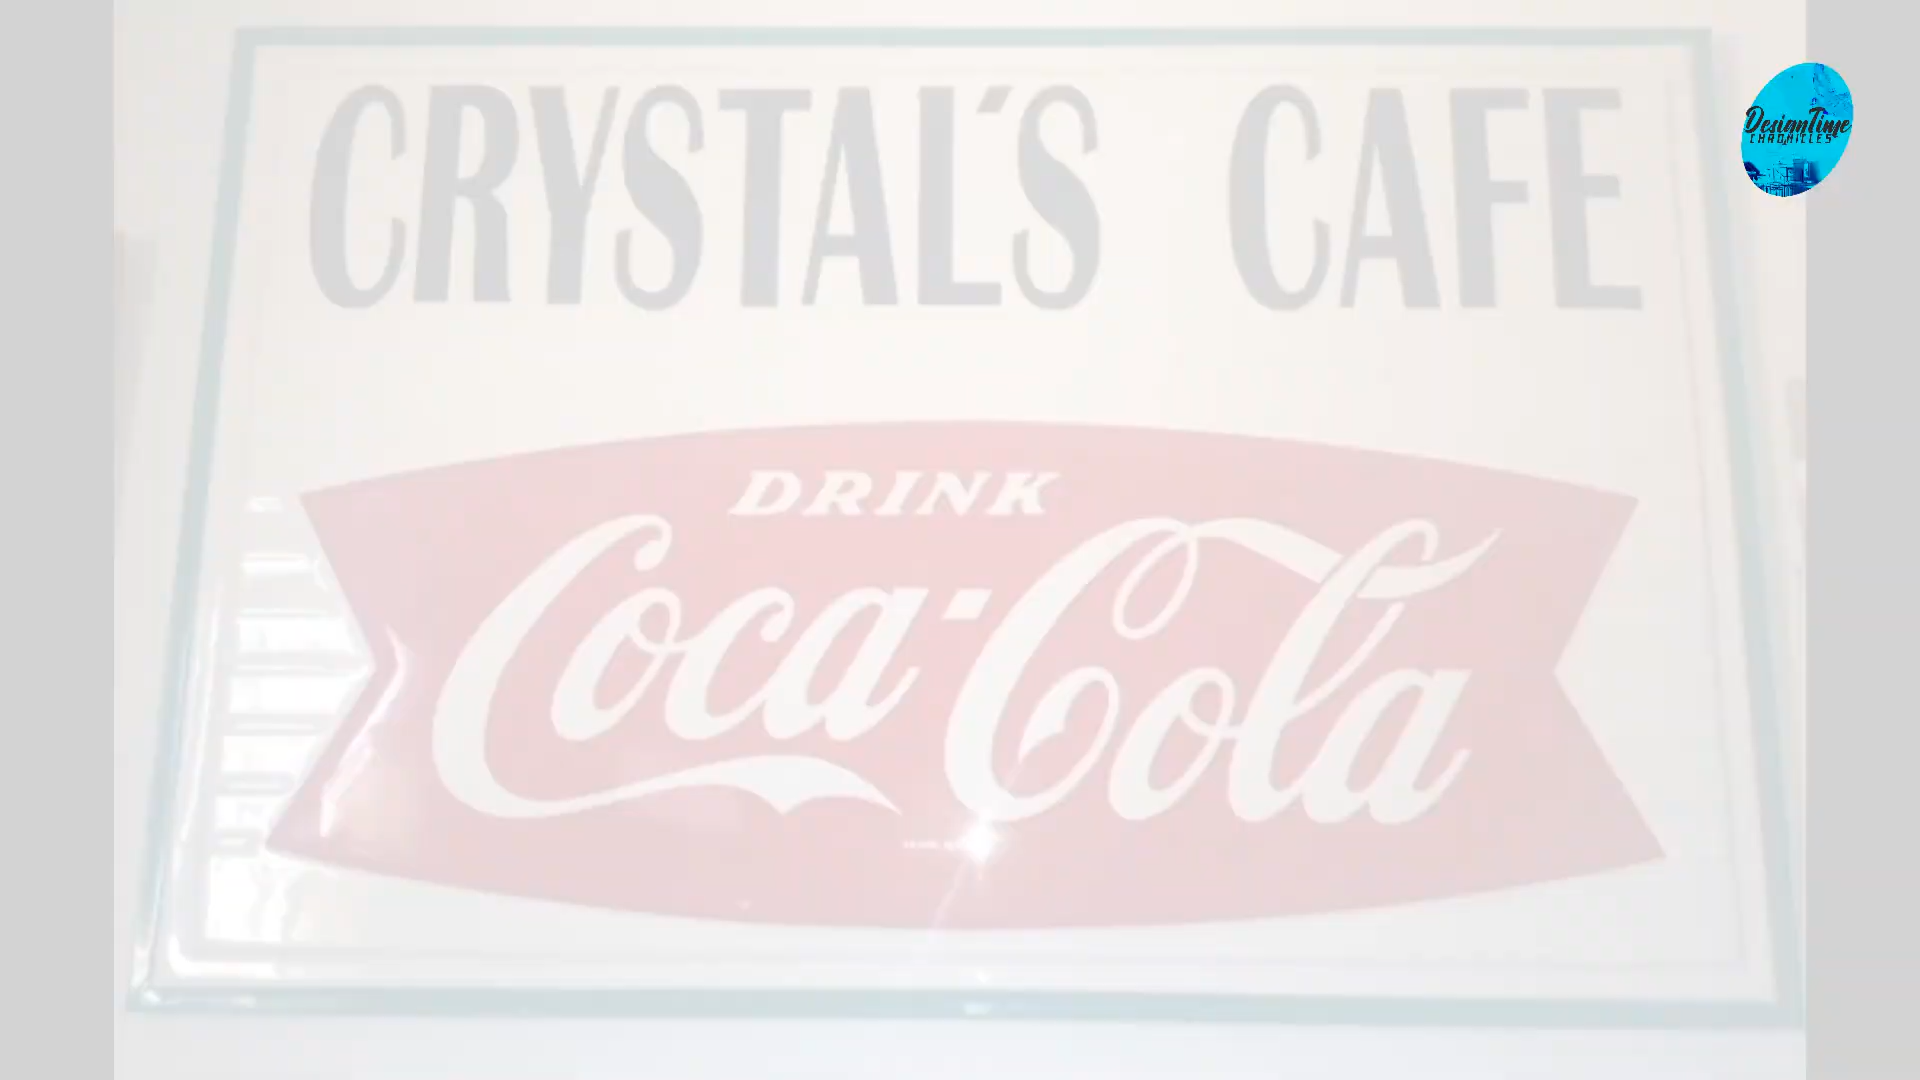 CRYSTAL'S CAFE
DesignTime
CHRONICLES
DRINK
Coca-Cola